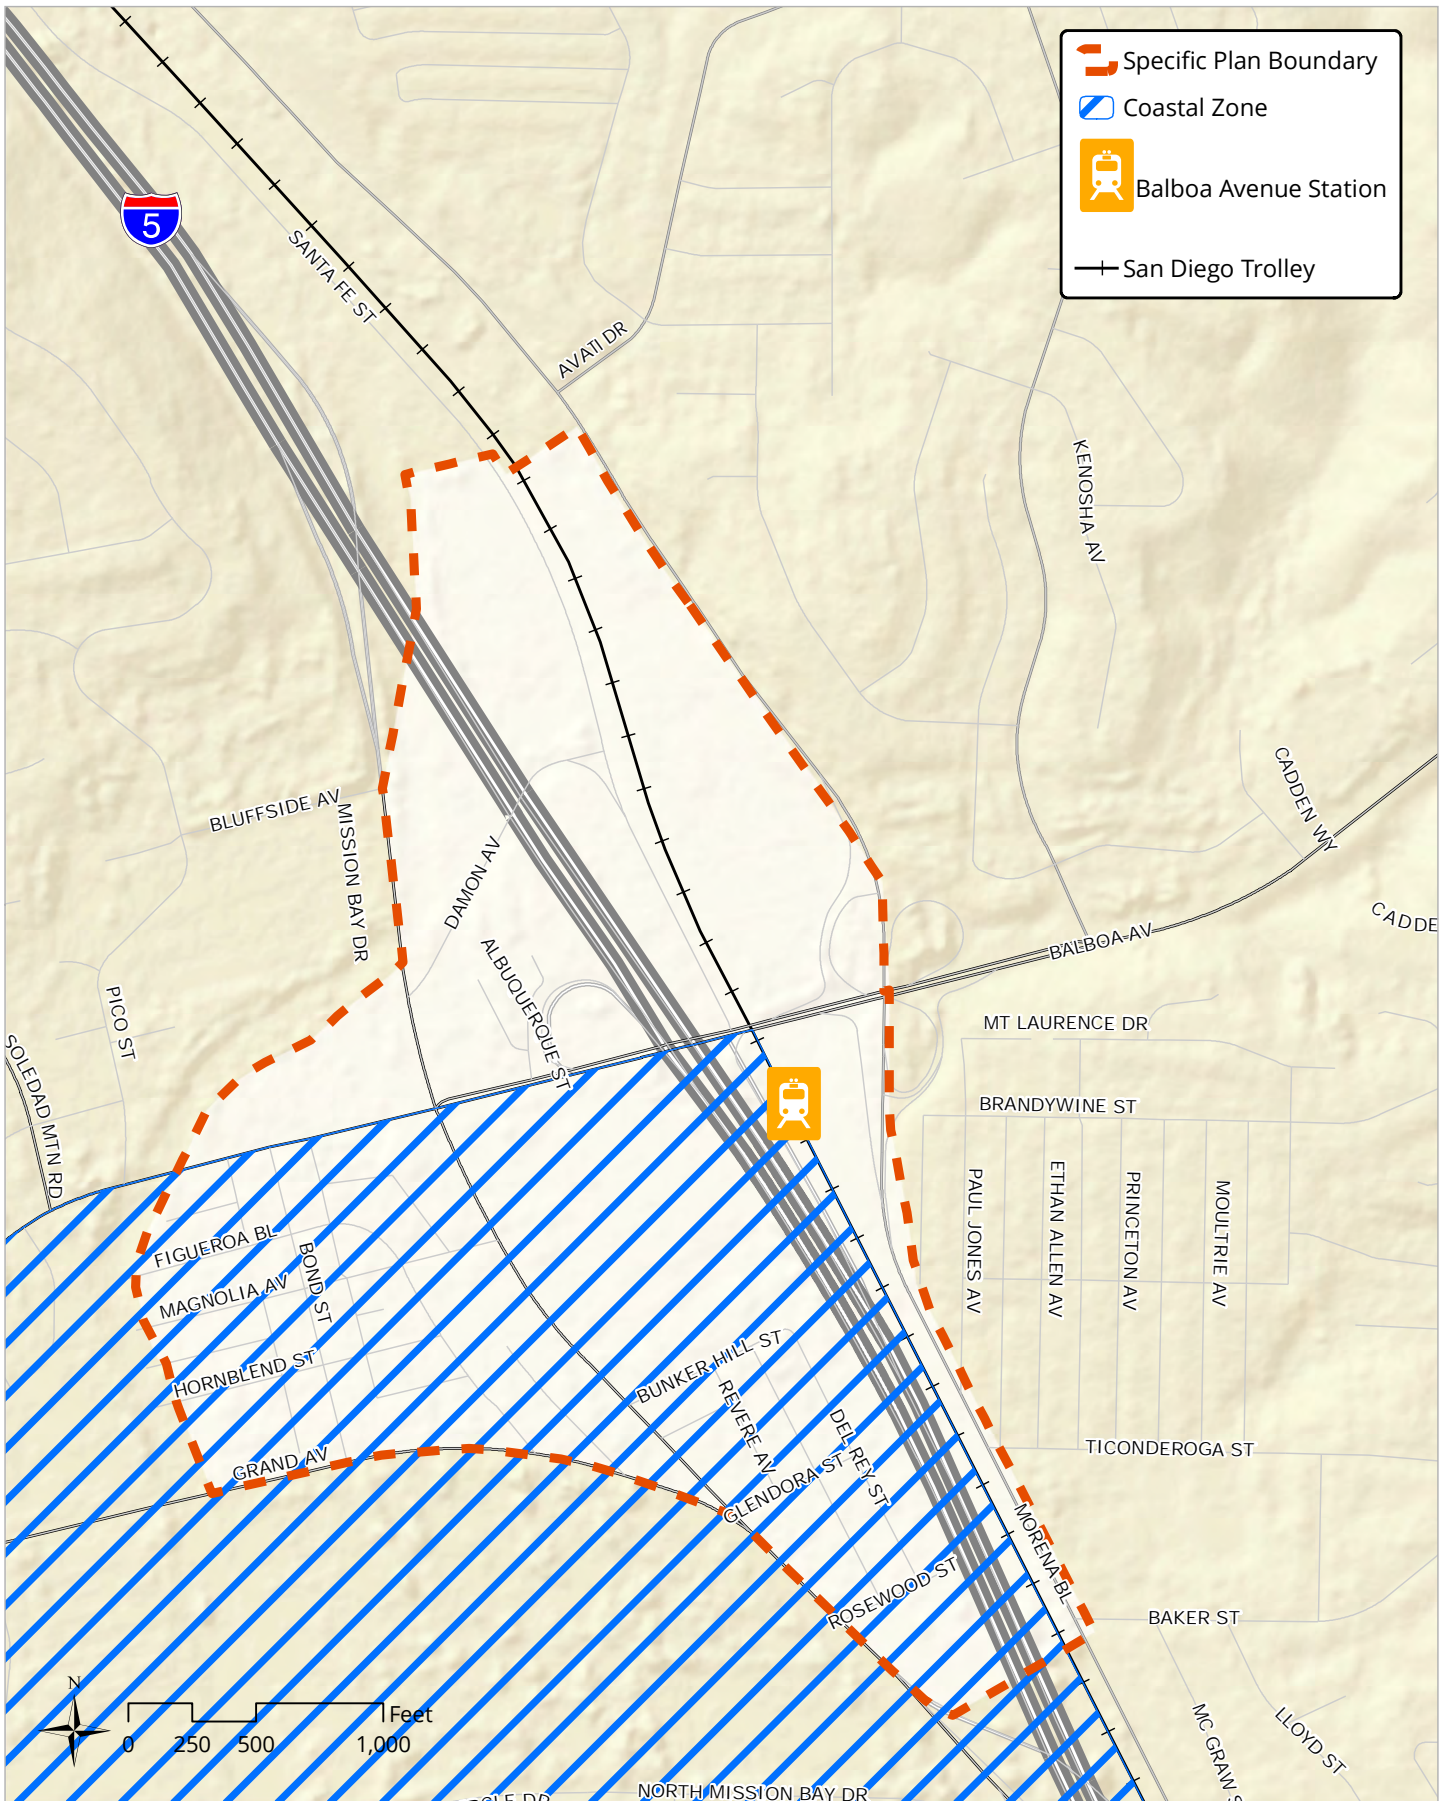 Specific Plan Boundary
Coastal Zone
Balboa Avenue Station
San Diego Trolley
5
SANTA FE ST
AVATI DR
KENOSHA AV
CADDEN WY
BLUFFSIDE AV
MISSION BAY DR
DAMON AV
CADDE
BALBOA AV
ALBUQUERQUE ST
PICO ST
MT LAURENCE DR
SOLEDAD MTN RD
BRANDYWINE ST
PAUL JONES AV
ETHAN ALLEN AV
PRINCETON AV
MOULTRIE AV
FIGUEROA BL
BOND ST
MAGNOLIA AV
HORNBLEND ST
BUNKER HILL ST
REVERE AV
DEL REY ST
GRAND AV
GLENDORA ST
TICONDEROGA ST
MORENA BL
ROSEWOOD ST
BAKER ST
N
Feet
0 250 500 1,000
MC GRAW S
LLOYD ST
NORTH MISSION BAY DR